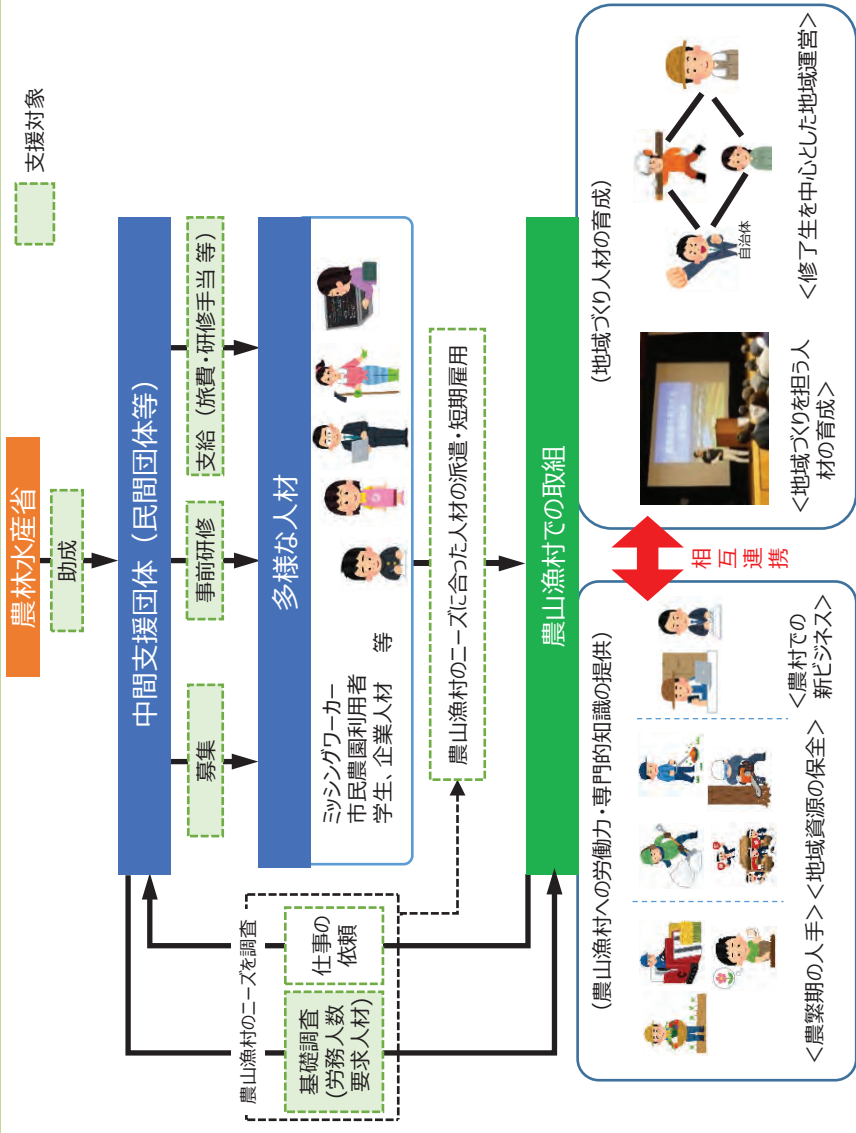 農林水産省
支援対象
助成
中間支援団体（民間団体等）
募集
事前研修
支給（旅費・研修手当 等）
多様な人材
ミッシングワーカー
市民農園利用者
学生、企業人材　等
農山漁村のニーズを調査
基礎調査
(労務人数
要求人材)
仕事の
依頼
農山漁村のニーズに合った人材の派遣・短期雇用
農山漁村での取組
(農山漁村への労働力・専門的知識の提供)
＜農繁期の人手＞
＜地域資源の保全＞
＜農村での
新ビジネス＞
相互連携
(地域づくり人材の育成)
＜地域づくりを担う人
材の育成＞
自治体
＜修了生を中心とした地域運営＞